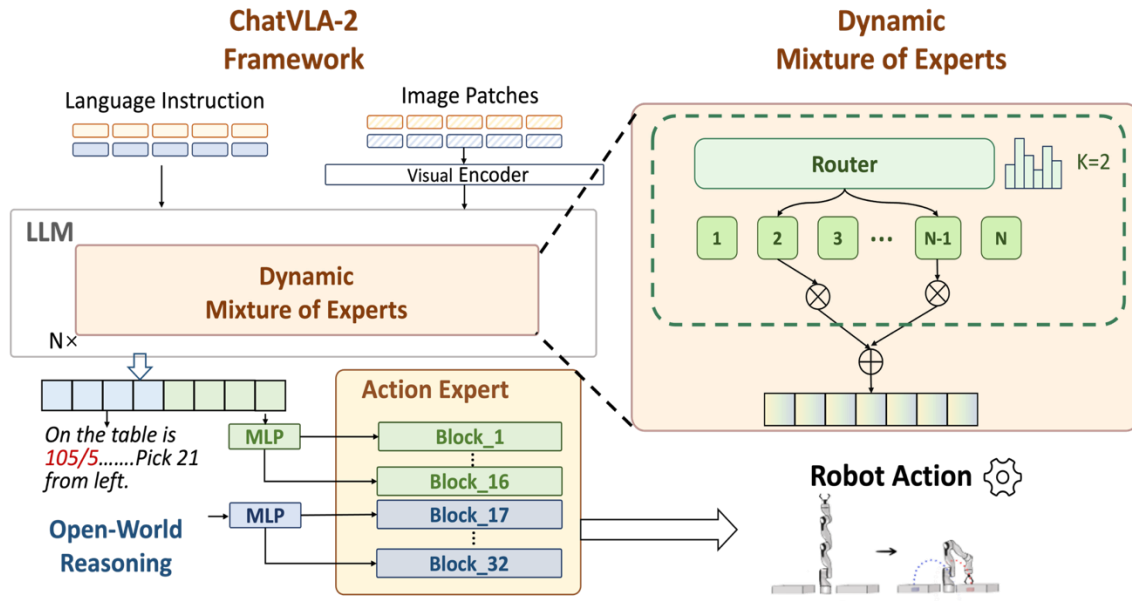 ChatVLA-2
Framework
Language Instruction
Image Patches
Visual Encoder
LLM
Dynamic
Mixture of Experts
N×
On the table is
105/5.......Pick 21
from left.
Open-World
Reasoning
MLP
MLP
Action Expert
Block_1
Block_16
Block_17
Block_32
Dynamic
Mixture of Experts
Router
K=2
1
2
3
...
N-1
N
Robot Action